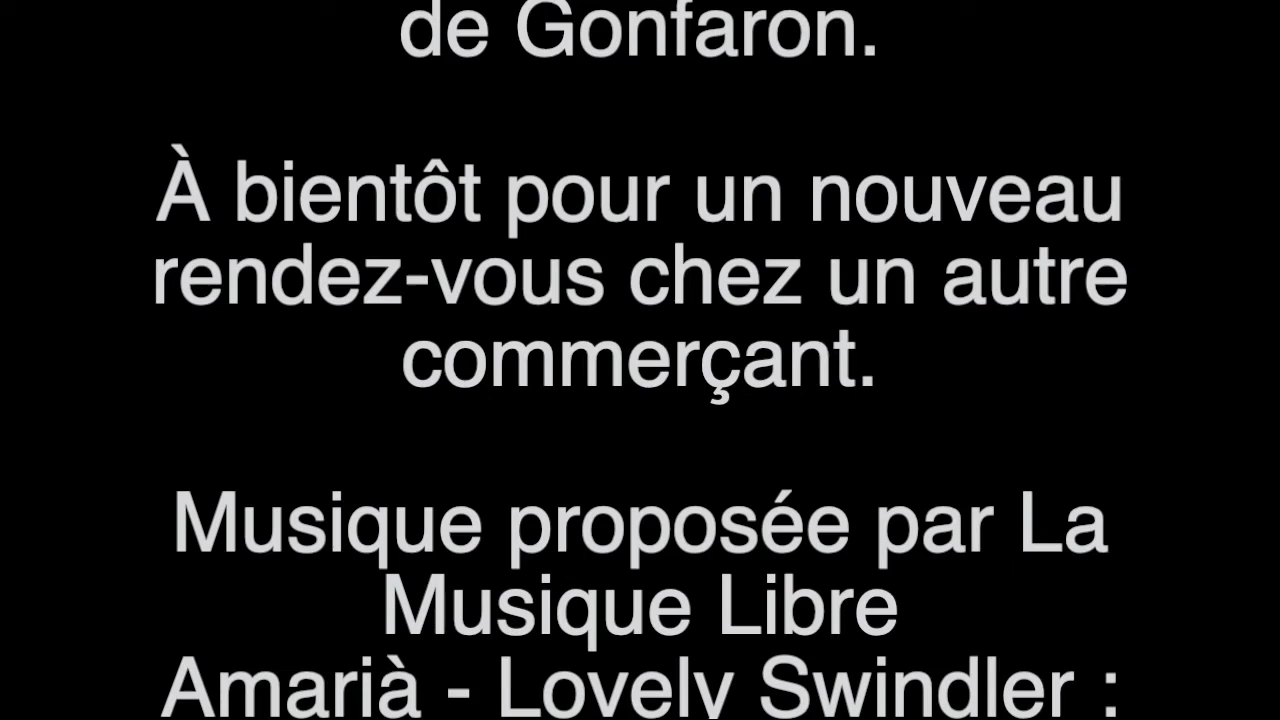 de Gonfaron.
À bientôt pour un nouveau
rendez-vous chez un autre
commerçant.
Musique proposée par La
Musique Libre
Amarià - Lovely Swindler :